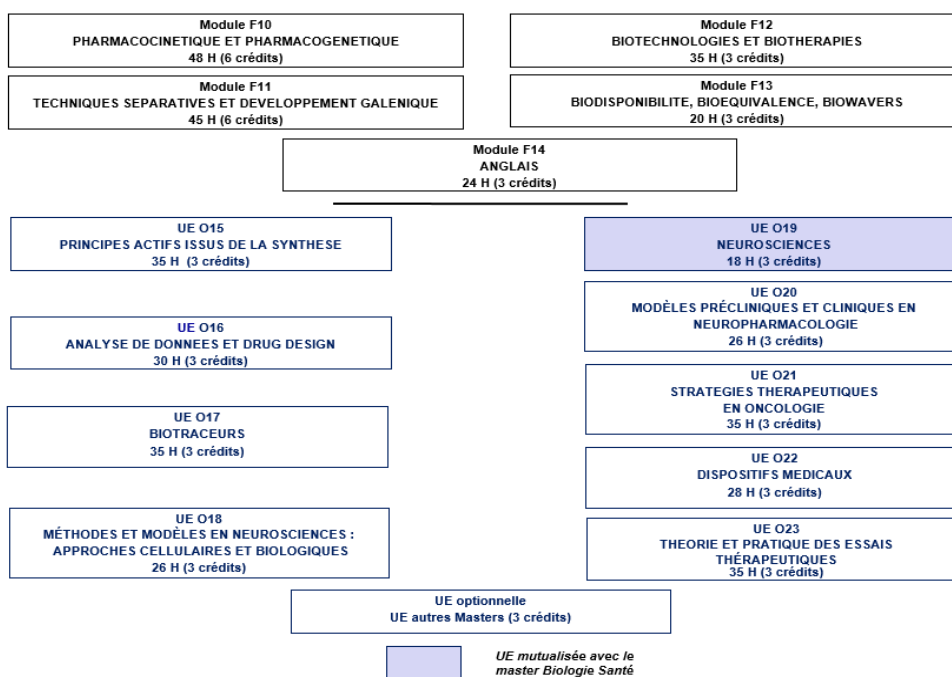 Module F10
PHARMACOCINETIQUE ET PHARMACOGENETIQUE
48 H (6 crédits)
Module F12
BIOTECHNOLOGIES ET BIOTHERAPIES
35 H (3 crédits)
Module F11
TECHNIQUES SEPARATIVES ET DEVELOPPEMENT GALENIQUE
45 H (6 crédits)
Module F13
BIODISPONIBILITE, BIOEQUIVALENCE, BIOWAVERS
20 H (3 crédits)
Module F14
ANGLAIS
24 H (3 crédits)
UE O15
PRINCIPES ACTIFS ISSUS DE LA SYNTHESE
35 H (3 crédits)
UE O16
ANALYSE DE DONNEES ET DRUG DESIGN
30 H (3 crédits)
UE O17
BIOTRACEURS
35 H (3 crédits)
UE O18
MÉTHODES ET MODÈLES EN NEUROSCIENCES :
APPROCHES CELLULAIRES ET BIOLOGIQUES
26 H (3 crédits)
UE O19
NEUROSCIENCES
18 H (3 crédits)
UE O20
MODÈLES PRÉCLINIQUES ET CLINIQUES EN
NEUROPHARMACOLOGIE
26 H (3 crédits)
UE O21
STRATEGIES THERAPEUTIQUES
EN ONCOLOGIE
35 H (3 crédits)
UE O22
DISPOSITIFS MEDICAUX
28 H (3 crédits)
UE O23
THEORIE ET PRATIQUE DES ESSAIS
THÉRAPEUTIQUES
35 H (3 crédits)
UE optionnelle
UE autres Masters (3 crédits)
UE mutualisée avec le
master Biologie Santé